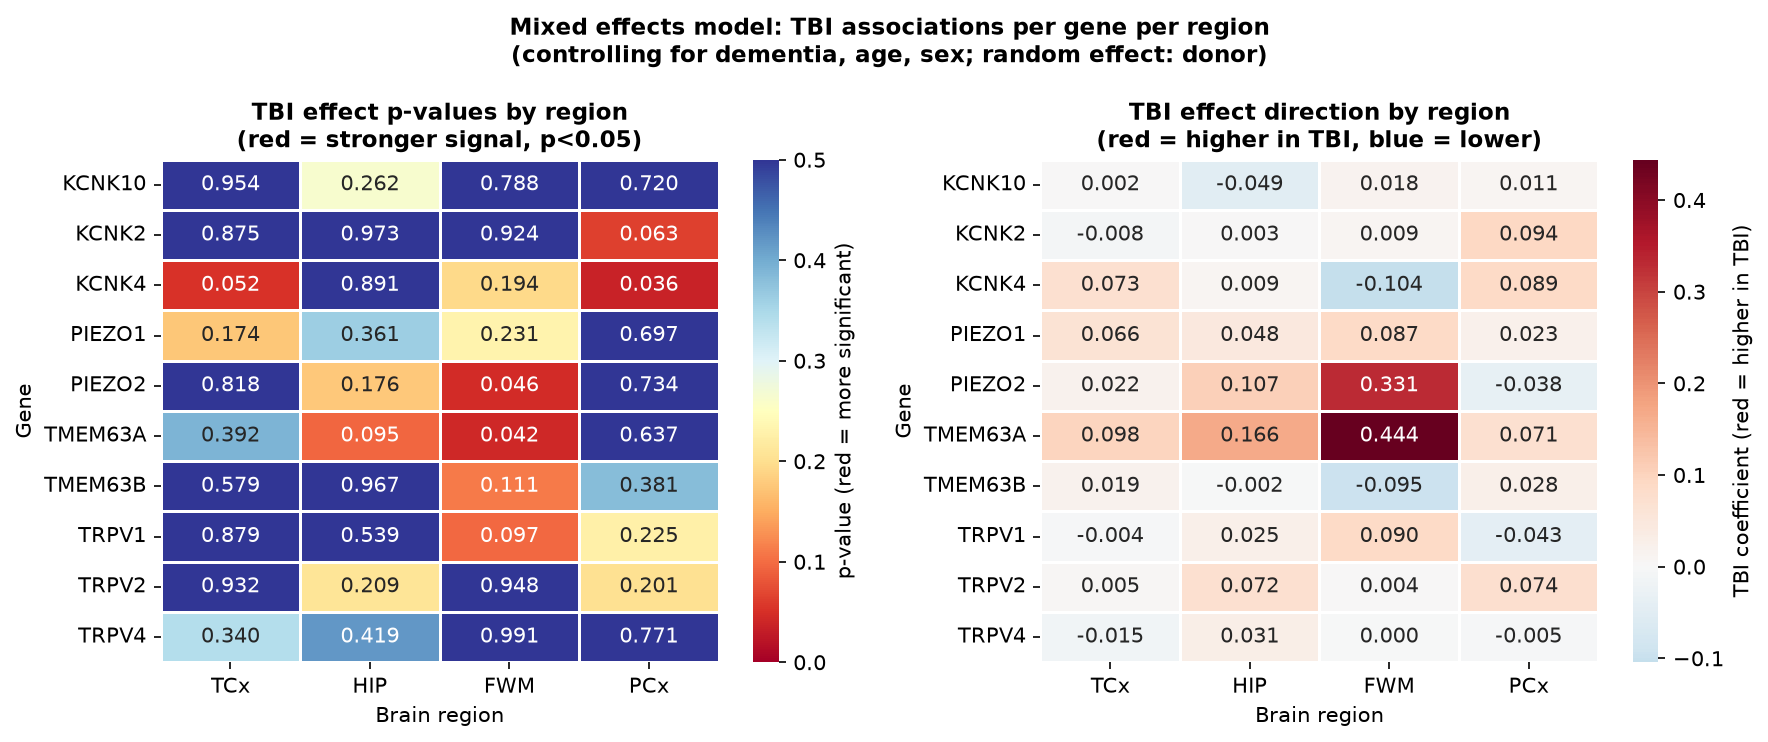 Mixed effects model: TBI associations per gene per region
(controlling for dementia, age, sex; random effect: donor)
TBI effect p-values by region
(red = stronger signal, p<0.05)
Gene
KCNK10 0.954 0.262 0.788 0.720
KCNK2 0.875 0.973 0.924 0.063
KCNK4 0.052 0.891 0.194 0.036
PIEZO1 0.174 0.361 0.231 0.697
PIEZO2 0.818 0.176 0.046 0.734
TMEM63A 0.392 0.095 0.042 0.637
TMEM63B 0.579 0.967 0.111 0.381
TRPV1 0.879 0.539 0.097 0.225
TRPV2 0.932 0.209 0.948 0.201
TRPV4 0.340 0.419 0.991 0.771
TCx HIP FWM PCx
Brain region
0.5
0.4
0.3
0.2
0.1
0.0
p-value (red = more significant)
TBI effect direction by region
(red = higher in TBI, blue = lower)
Gene
KCNK10 0.002 -0.049 0.018 0.011
KCNK2 -0.008 0.003 0.009 0.094
KCNK4 0.073 0.009 -0.104 0.089
PIEZO1 0.066 0.048 0.087 0.023
PIEZO2 0.022 0.107 0.331 -0.038
TMEM63A 0.098 0.166 0.444 0.071
TMEM63B 0.019 -0.002 -0.095 0.028
TRPV1 -0.004 0.025 0.090 -0.043
TRPV2 0.005 0.072 0.004 0.074
TRPV4 -0.015 0.031 0.000 -0.005
TCx HIP FWM PCx
Brain region
0.4
0.3
0.2
0.1
0.0
−0.1
TBI coefficient (red = higher in TBI)